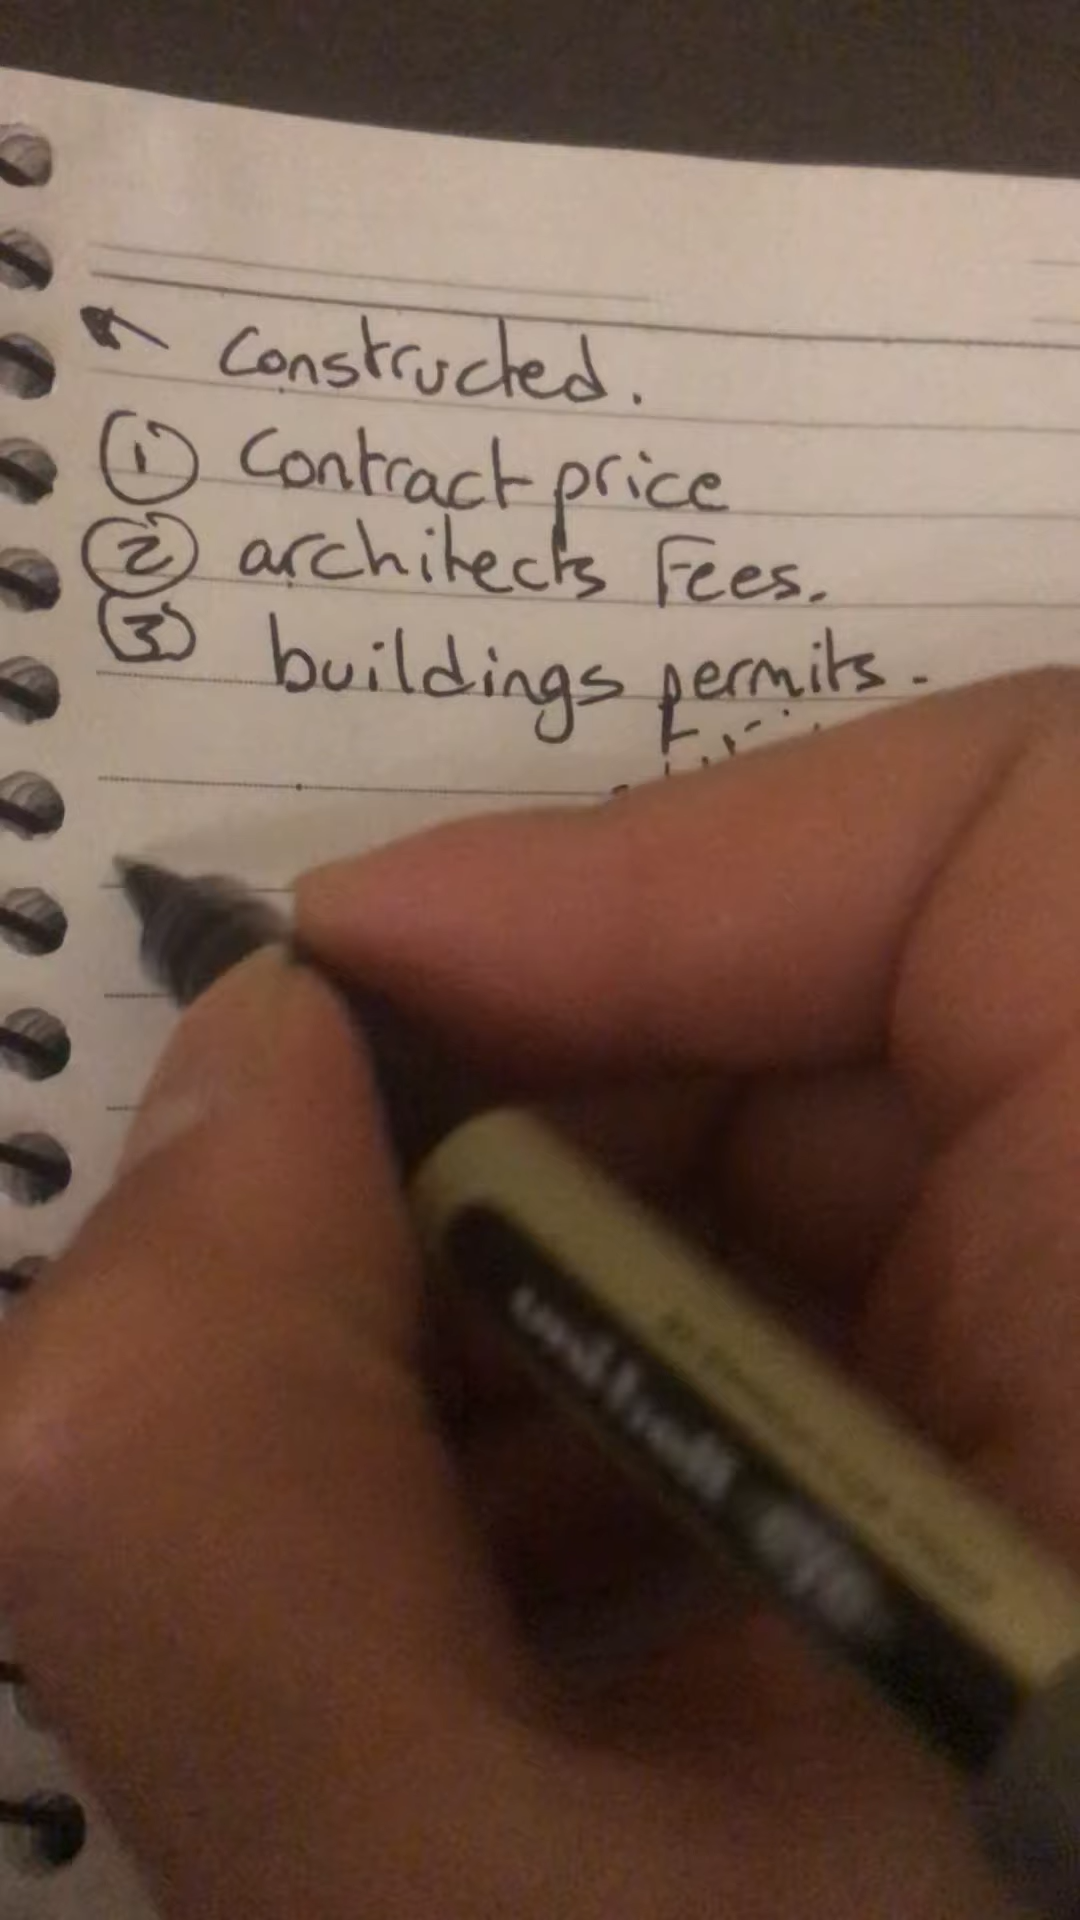 Constructed.
① Contract price
② architects Fees.
③ buildings permits.